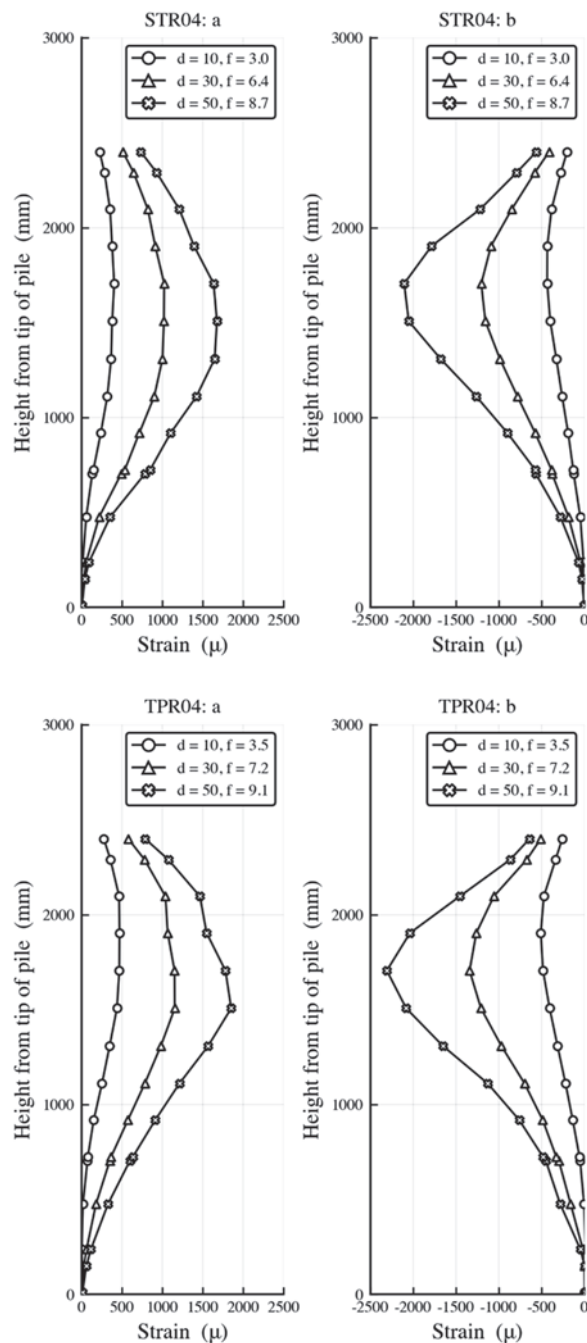 STR04: a
3000
d = 10, f = 3.0
d = 30, f = 6.4
d = 50, f = 8.7
2000
1000
0
Height from tip of pile (mm)
0 500 1000 1500 2000 2500
Strain (μ)
STR04: b
3000
d = 10, f = 3.0
d = 30, f = 6.4
d = 50, f = 8.7
2000
1000
0
Height from tip of pile (mm)
-2500 -2000 -1500 -1000 -500 0
Strain (μ)
TPR04: a
3000
d = 10, f = 3.5
d = 30, f = 7.2
d = 50, f = 9.1
2000
1000
0
Height from tip of pile (mm)
0 500 1000 1500 2000 2500
Strain (μ)
TPR04: b
3000
d = 10, f = 3.5
d = 30, f = 7.2
d = 50, f = 9.1
2000
1000
0
Height from tip of pile (mm)
-2500 -2000 -1500 -1000 -500 0
Strain (μ)